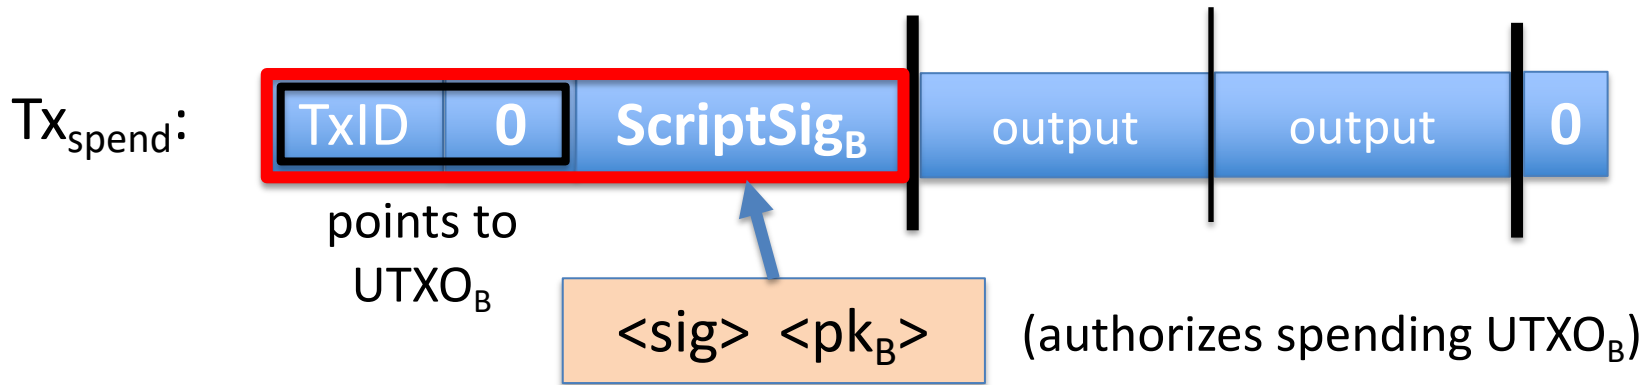 Tx_spend: TxID 0 ScriptSig_B output output 0
points to
UTXO_B
<sig> <pk_B> (authorizes spending UTXO_B)